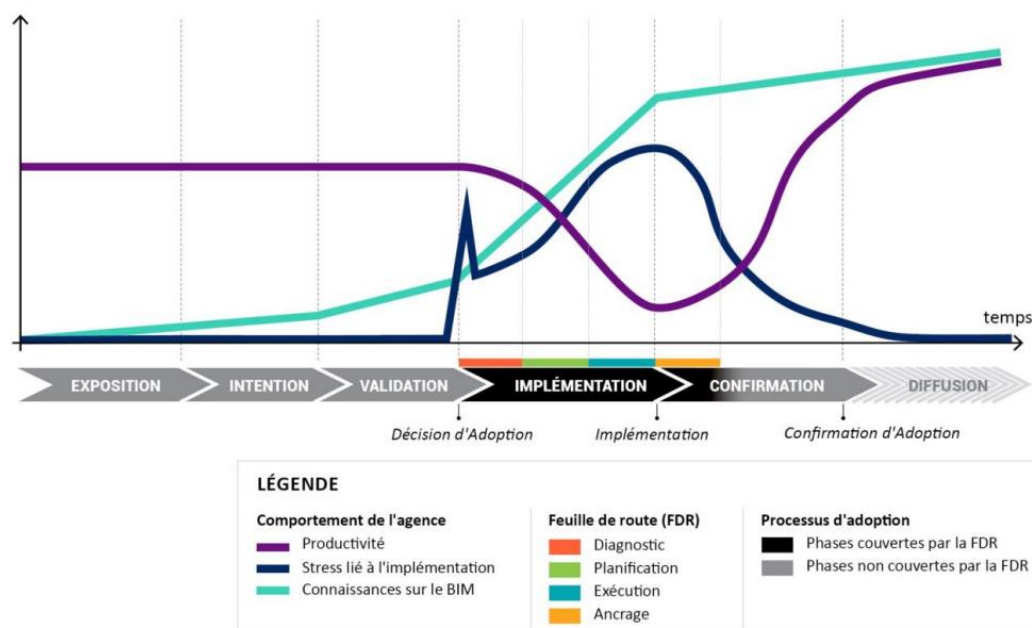 temps
EXPOSITION
INTENTION
VALIDATION
IMPLÉMENTATION
CONFIRMATION
DIFFUSION
Décision d'Adoption
Implémentation
Confirmation d'Adoption
LÉGENDE
Comportement de l'agence
Productivité
Stress lié à l'implémentation
Connaissances sur le BIM
Feuille de route (FDR)
Diagnostic
Planification
Exécution
Ancrage
Processus d'adoption
Phases couvertes par la FDR
Phases non couvertes par la FDR